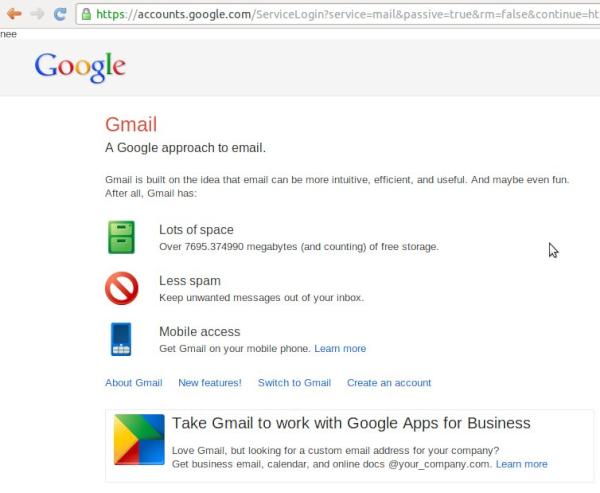 https://accounts.google.com/ServiceLogin?service=mail&passive=true&rm=false&continue=ht
nee
Google
Gmail
A Google approach to email.
Gmail is built on the idea that email can be more intuitive, efficient, and useful. And maybe even fun.
After all, Gmail has:
Lots of space
Over 7695.374990 megabytes (and counting) of free storage.
Less spam
Keep unwanted messages out of your inbox.
Mobile access
Get Gmail on your mobile phone. Learn more
About Gmail New features! Switch to Gmail Create an account
Take Gmail to work with Google Apps for Business
Love Gmail, but looking for a custom email address for your company?
Get business email, calendar, and online docs @your_company.com. Learn more